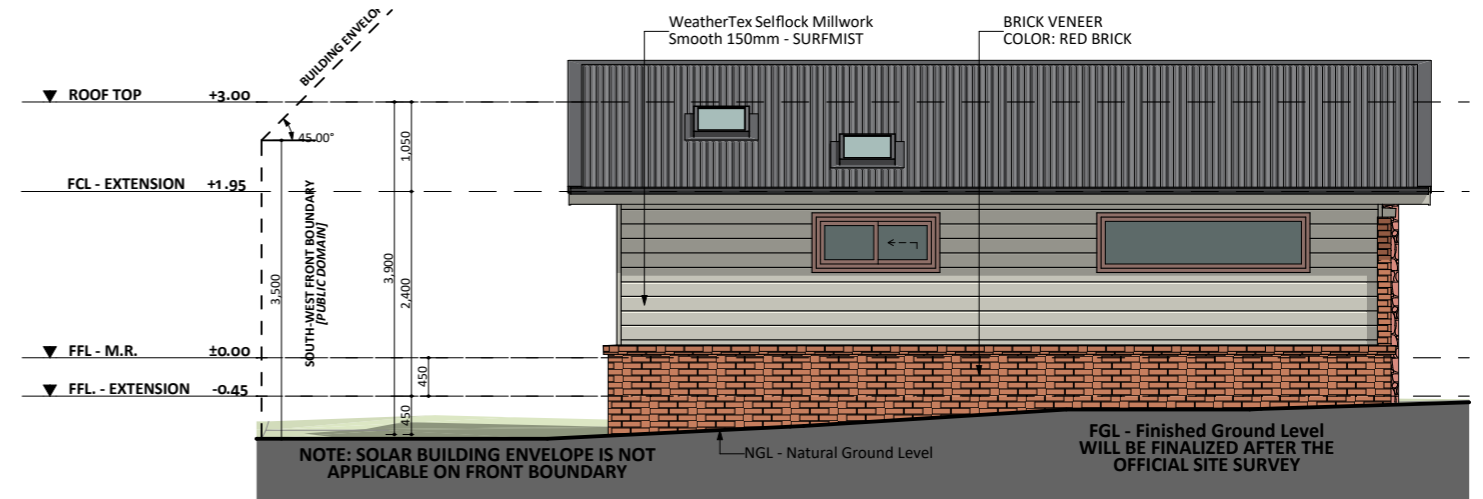 WeatherTex Selflock Millwork
Smooth 150mm - SURFMIST
BRICK VENEER
COLOR: RED BRICK
BUILDING ENVELOP
ROOF TOP +3.00
45.00°
1,050
FCL - EXTENSION +1.95
SOUTH-WEST FRONT BOUNDARY
[PUBLIC DOMAIN]
3,500
3,900
2,400
FFL - M.R. ±0.00
450
FFL. - EXTENSION -0.45
450
NOTE: SOLAR BUILDING ENVELOPE IS NOT
APPLICABLE ON FRONT BOUNDARY
NGL - Natural Ground Level
FGL - Finished Ground Level
WILL BE FINALIZED AFTER THE
OFFICIAL SITE SURVEY